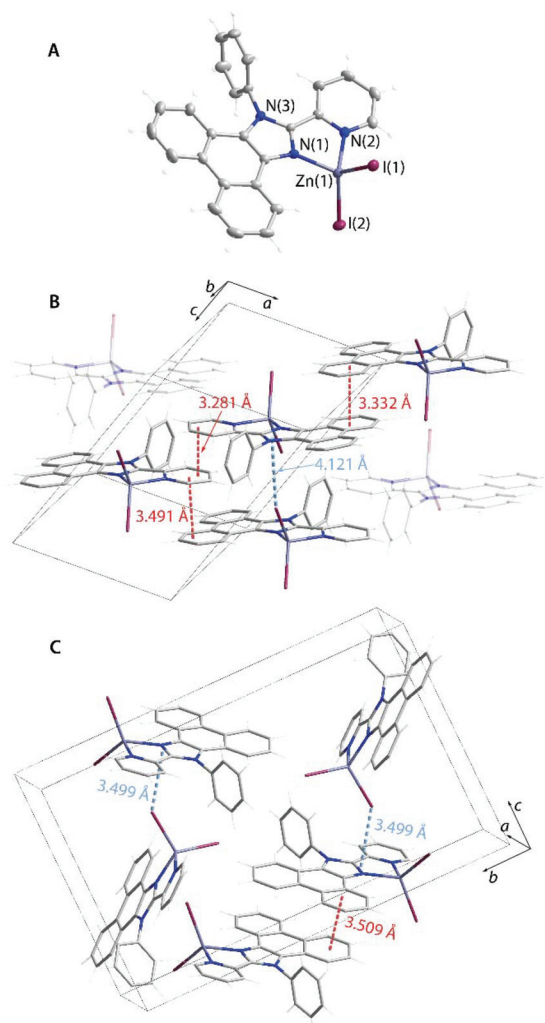 A
N(3)
N(1)
N(2)
Zn(1)
I(1)
I(2)
B
b
c
a
3.281 Å
3.332 Å
4.121 Å
3.491 Å
C
3.499 Å
3.499 Å
c
a
b
3.509 Å